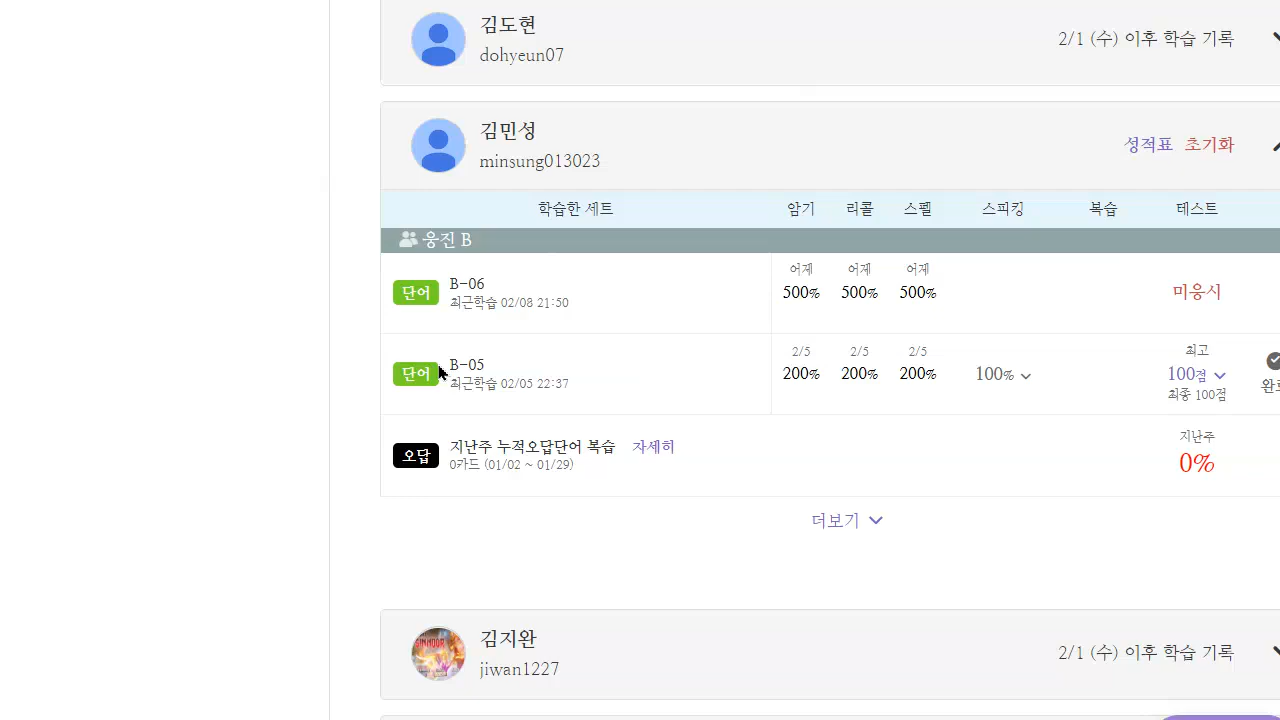 김도현
dohyeun07
2/1 (수) 이후 학습 기록
김민성
minsung013023
성적표 초기화
학습한 세트 암기 리콜 스펠 스피킹 복습 테스트
웅진 B
단어 B-06
최근학습 02/08 21:50
어제 어제 어제
500% 500% 500%
미응시
단어 B-05
최근학습 02/05 22:37
2/5 2/5 2/5
200% 200% 200%
100%
최고
100점
최종 100점
오답 지난주 누적오답단어 복습 자세히
0카드 (01/02 ~ 01/29)
지난주
0%
더보기
김지완
jiwan1227
2/1 (수) 이후 학습 기록